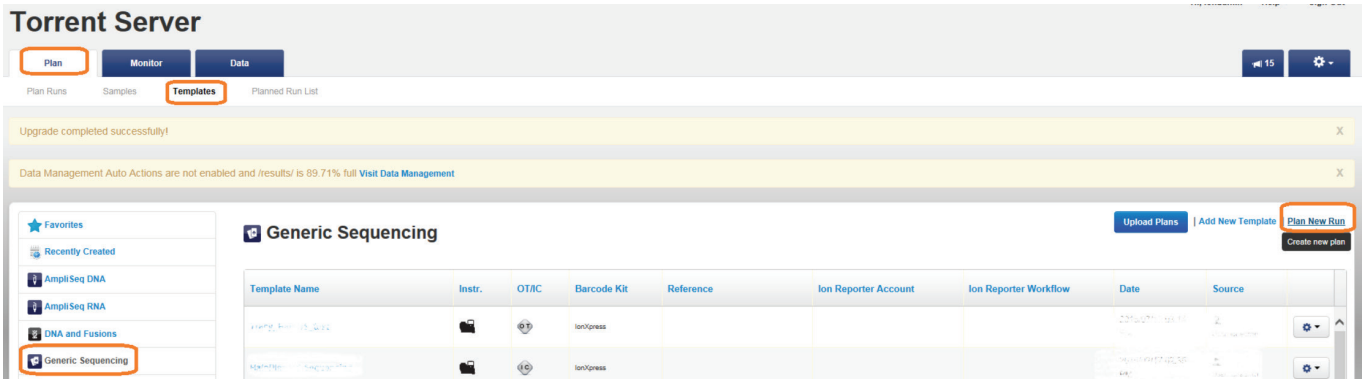 Torrent Server
Plan Monitor Data 15
Plan Runs Samples Templates Planned Run List
Upgrade completed successfully! X
Data Management Auto Actions are not enabled and /results/ is 89.71% full Visit Data Management X
Favorites
Recently Created
AmpliSeq DNA
AmpliSeq RNA
DNA and Fusions
Generic Sequencing
Generic Sequencing
Upload Plans | Add New Template | Plan New Run
Create new plan
Template Name Instr. OT/IC Barcode Kit Reference Ion Reporter Account Ion Reporter Workflow Date Source
OT IonXpress
IC IonXpress